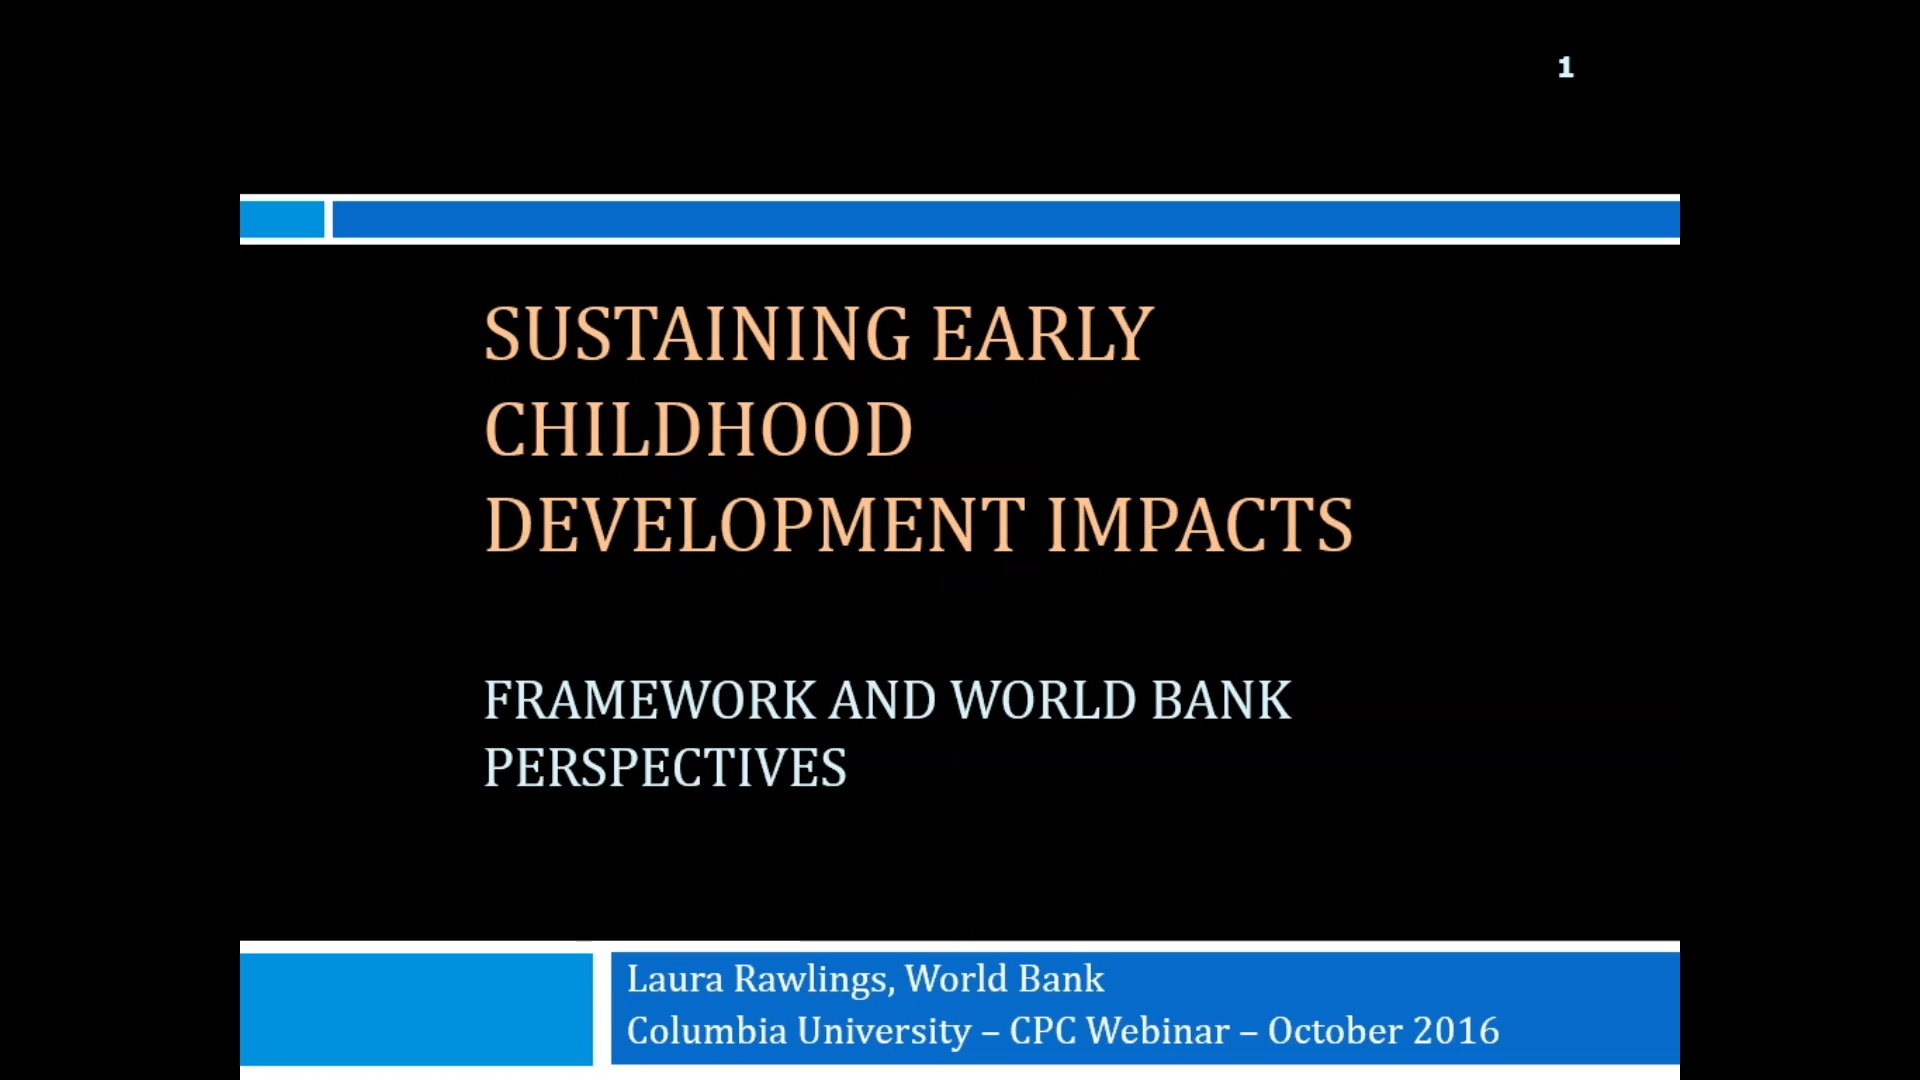 1
SUSTAINING EARLY
CHILDHOOD
DEVELOPMENT IMPACTS
FRAMEWORK AND WORLD BANK
PERSPECTIVES
Laura Rawlings, World Bank
Columbia University – CPC Webinar – October 2016